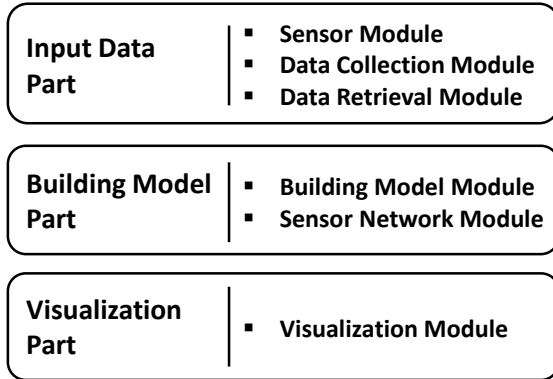 Input Data
Part
▪ Sensor Module
▪ Data Collection Module
▪ Data Retrieval Module
Building Model
Part
▪ Building Model Module
▪ Sensor Network Module
Visualization
Part
▪ Visualization Module